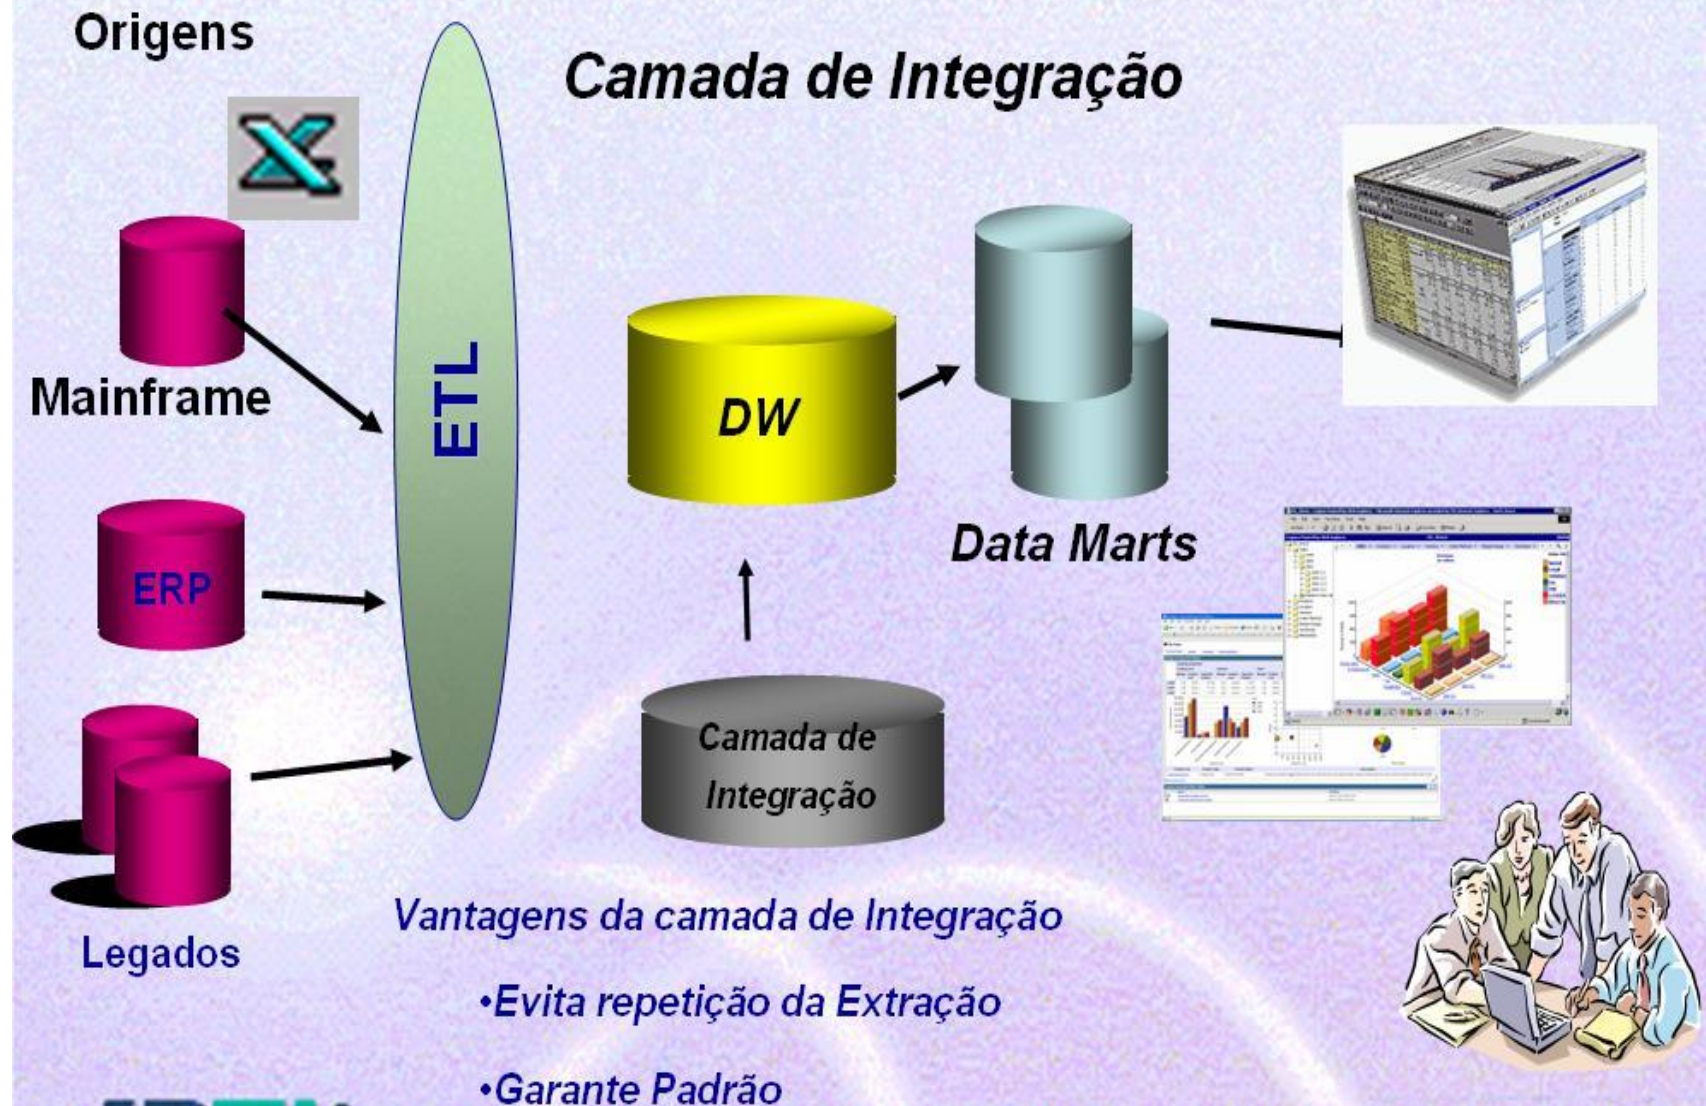 Origens
Camada de Integração
Mainframe
ETL
DW
ERP
Data Marts
Camada de
Integração
Legados
Vantagens da camada de Integração
•Evita repetição da Extração
•Garante Padrão